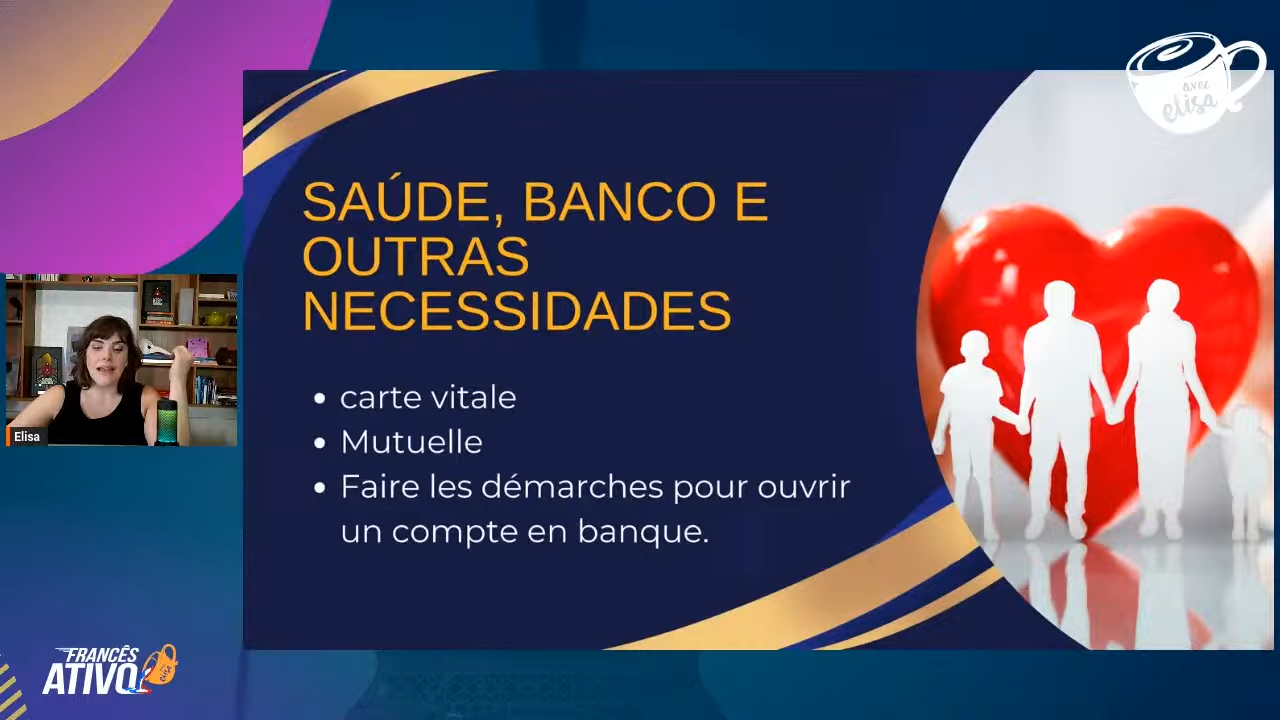 avec
elisa
SAÚDE, BANCO E
OUTRAS
NECESSIDADES
carte vitale
Mutuelle
Faire les démarches pour ouvrir
un compte en banque.
Elisa
FRANCÊS
ATIVO